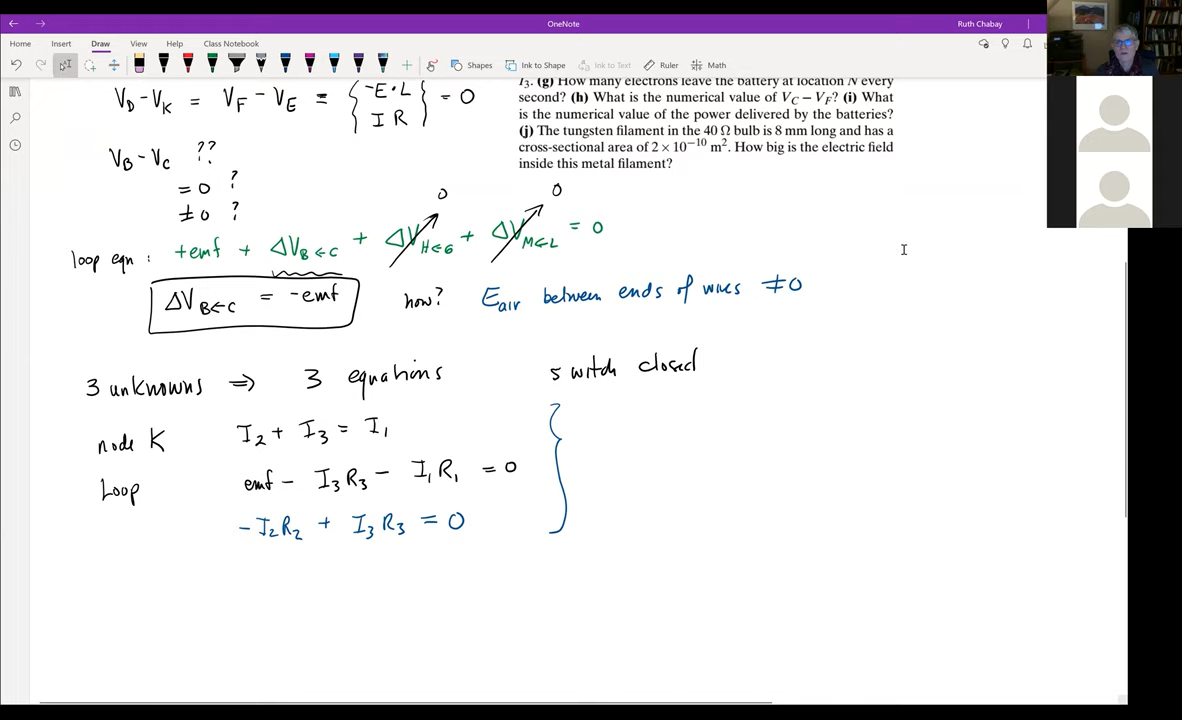 OneNote
Ruth Chabay
Home Insert Draw View Help Class Notebook
Shapes Ink to Shape Ink to Text Ruler Math
I3. (g) How many electrons leave the battery at location N every
second? (h) What is the numerical value of VC − VF? (i) What
is the numerical value of the power delivered by the batteries?
(j) The tungsten filament in the 40 Ω bulb is 8 mm long and has a
cross-sectional area of 2 × 10⁻¹⁰ m². How big is the electric field
inside this metal filament?
VD - VK = VF - VE = { -E·L
I R } = 0
VB - VC ??
= 0 ?
≠ 0 ?
loop eqn : +emf + ΔVB←C + ΔVH←G + ΔVM←L = 0
0 0
ΔVB←C = -emf how? Eair between ends of wires ≠ 0
3 unknowns ⇒ 3 equations switch closed
node K I2 + I3 = I1
Loop emf - I3R3 - I1R1 = 0
-I2R2 + I3R3 = 0